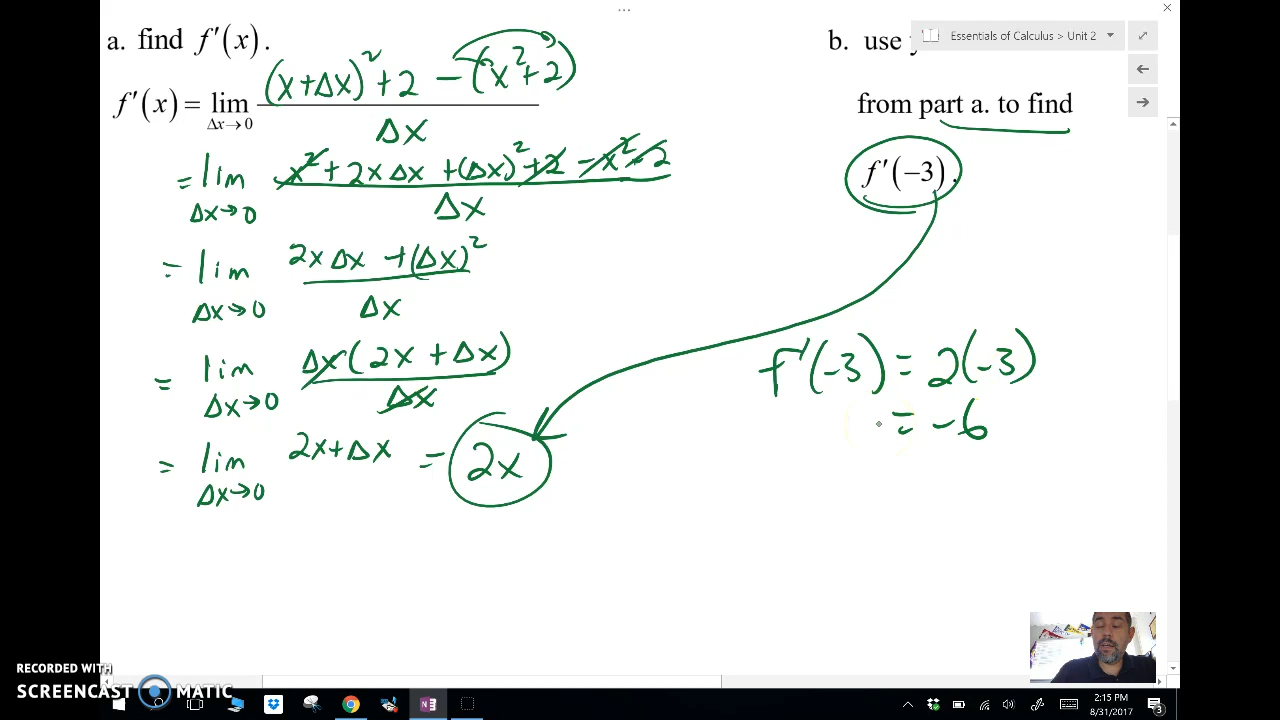 a. find f′(x).
f′(x) = lim Δx→0 ((x+Δx)²+2 −(x²+2))/Δx
= lim Δx→0 (x² + 2xΔx + (Δx)² + 2 − x² − 2)/Δx
= lim Δx→0 (2xΔx + (Δx)²)/Δx
= lim Δx→0 (Δx(2x + Δx))/Δx
= lim Δx→0 2x+Δx = 2x
b. use
from part a. to find
f′(−3).
f′(−3) = 2(−3)
= −6
Essentials of Calculus > Unit 2
RECORDED WITH
SCREENCAST MATIC
2:15 PM
8/31/2017
N
3